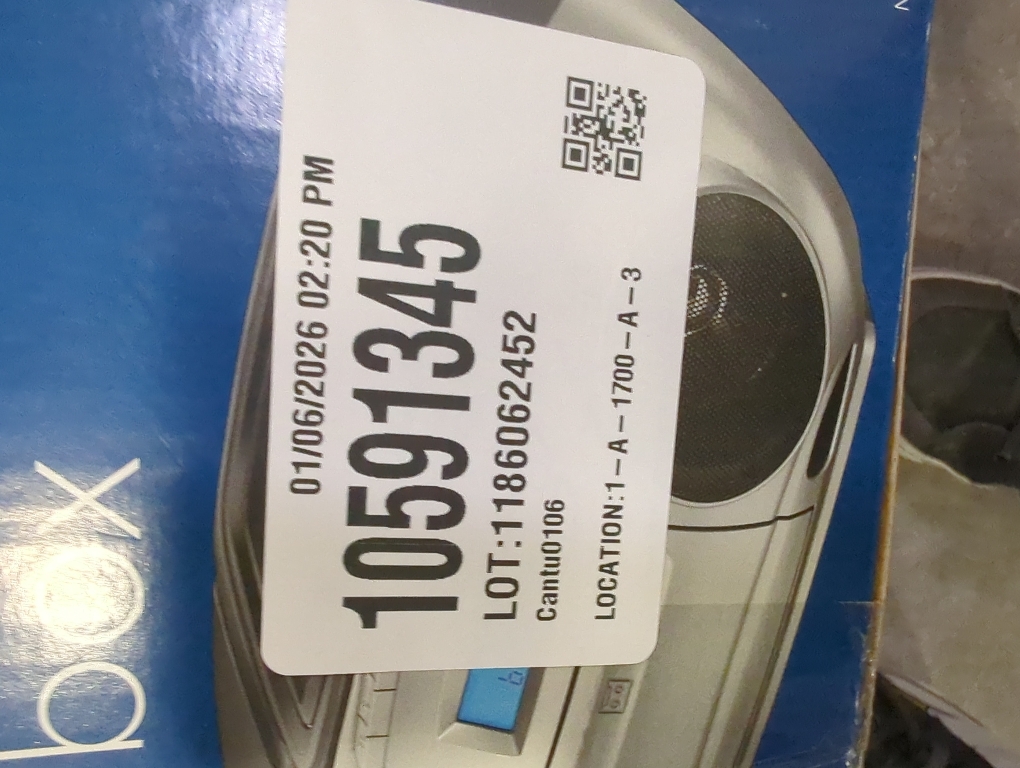 01/06/2026 02:20 PM
10591345
LOT:1186062452
Cantu0106
LOCATION:1-A-1700-A-3
box